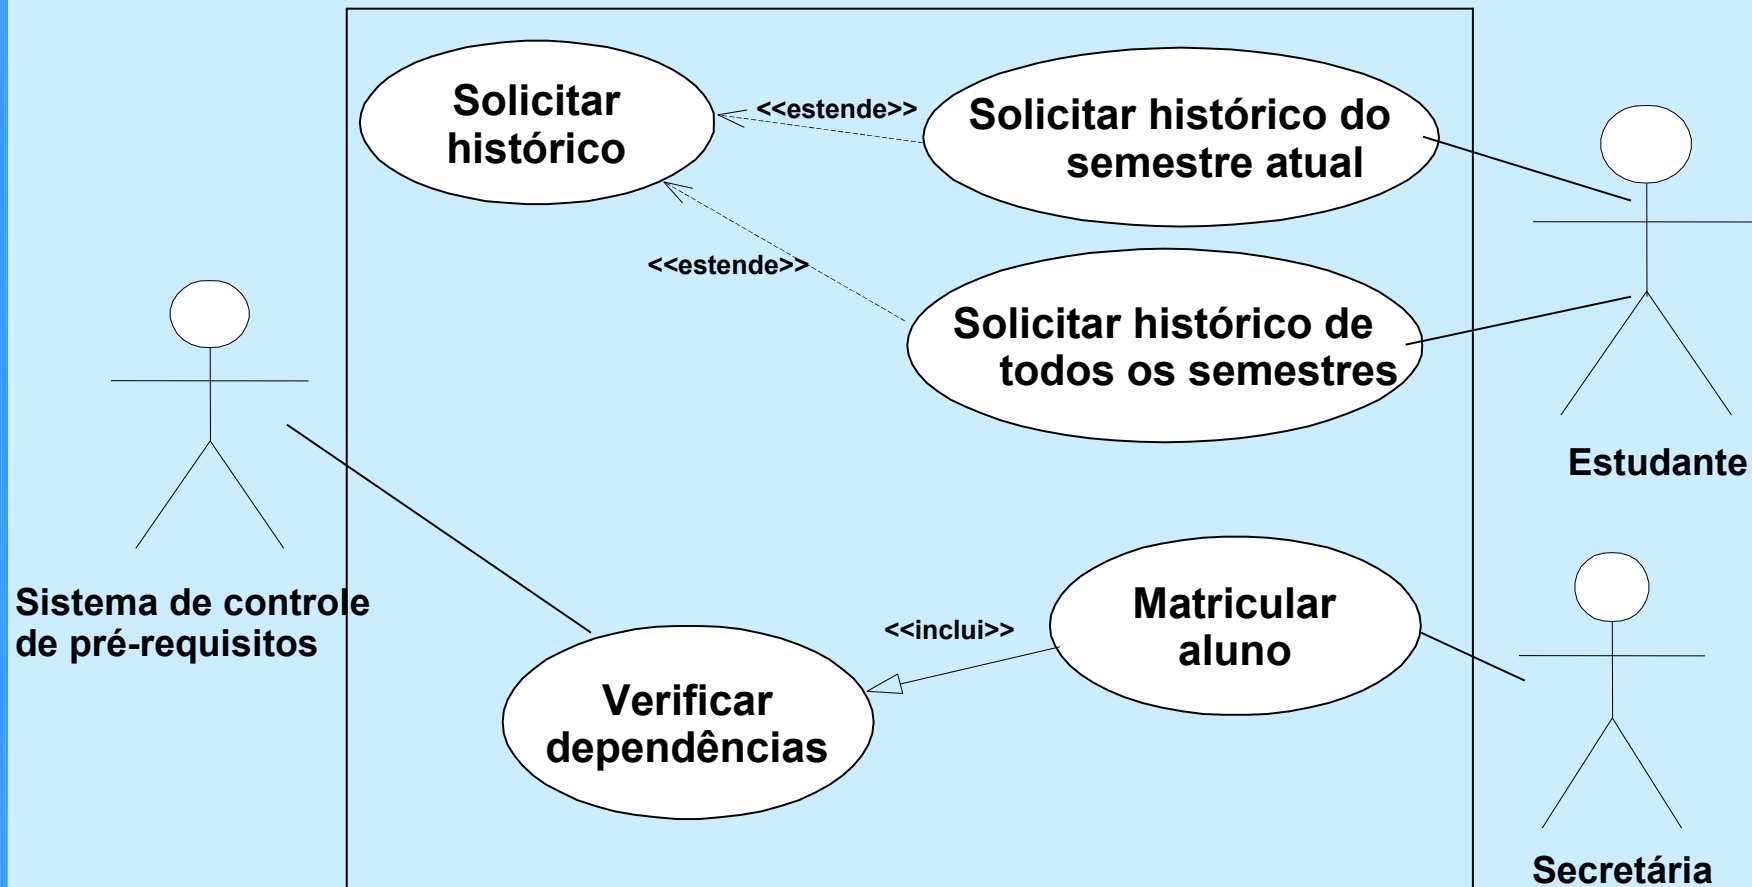 Solicitar
histórico
<<estende>>
Solicitar histórico do
semestre atual
<<estende>>
Solicitar histórico de
todos os semestres
Estudante
Sistema de controle
de pré-requisitos
<<inclui>>
Matricular
aluno
Verificar
dependências
Secretária